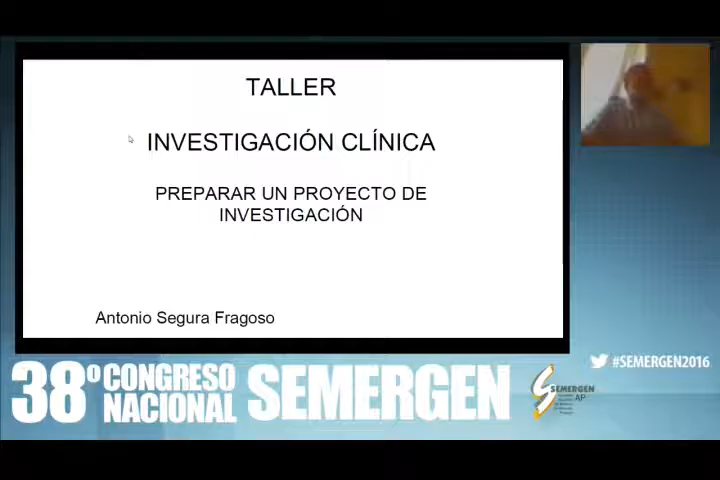 TALLER
INVESTIGACIÓN CLÍNICA
PREPARAR UN PROYECTO DE
INVESTIGACIÓN
Antonio Segura Fragoso
#SEMERGEN2016
38º CONGRESO
NACIONAL SEMERGEN
SEMERGEN
AP